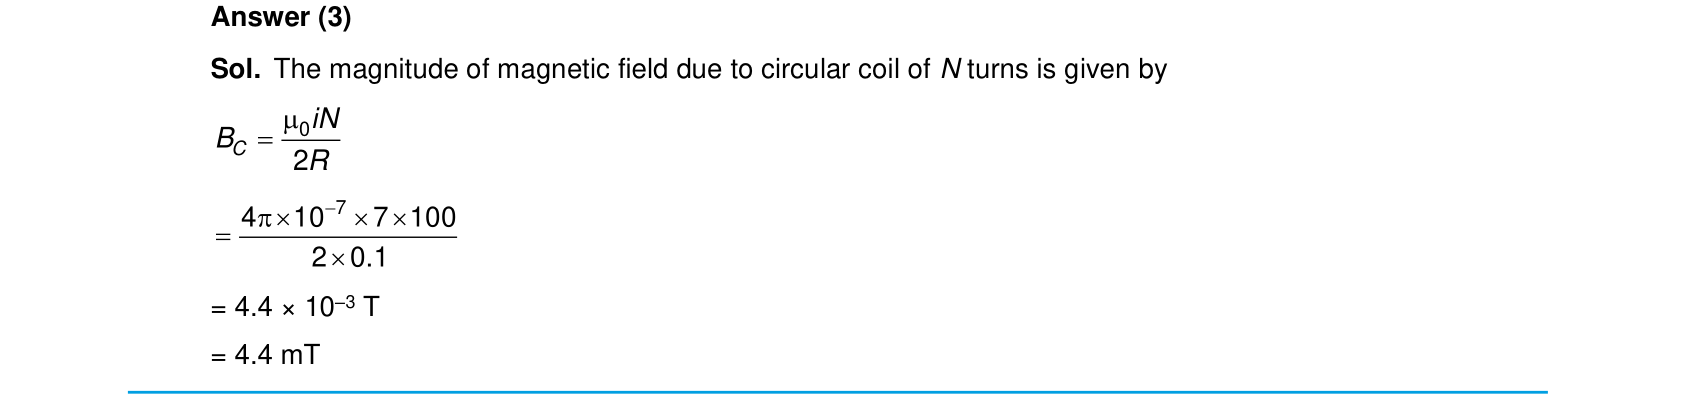 Answer (3)
Sol. The magnitude of magnetic field due to circular coil of N turns is given by
B_C = μ₀iN / 2R
= 4π×10⁻⁷ ×7×100 / 2×0.1
= 4.4 × 10⁻³ T
= 4.4 mT